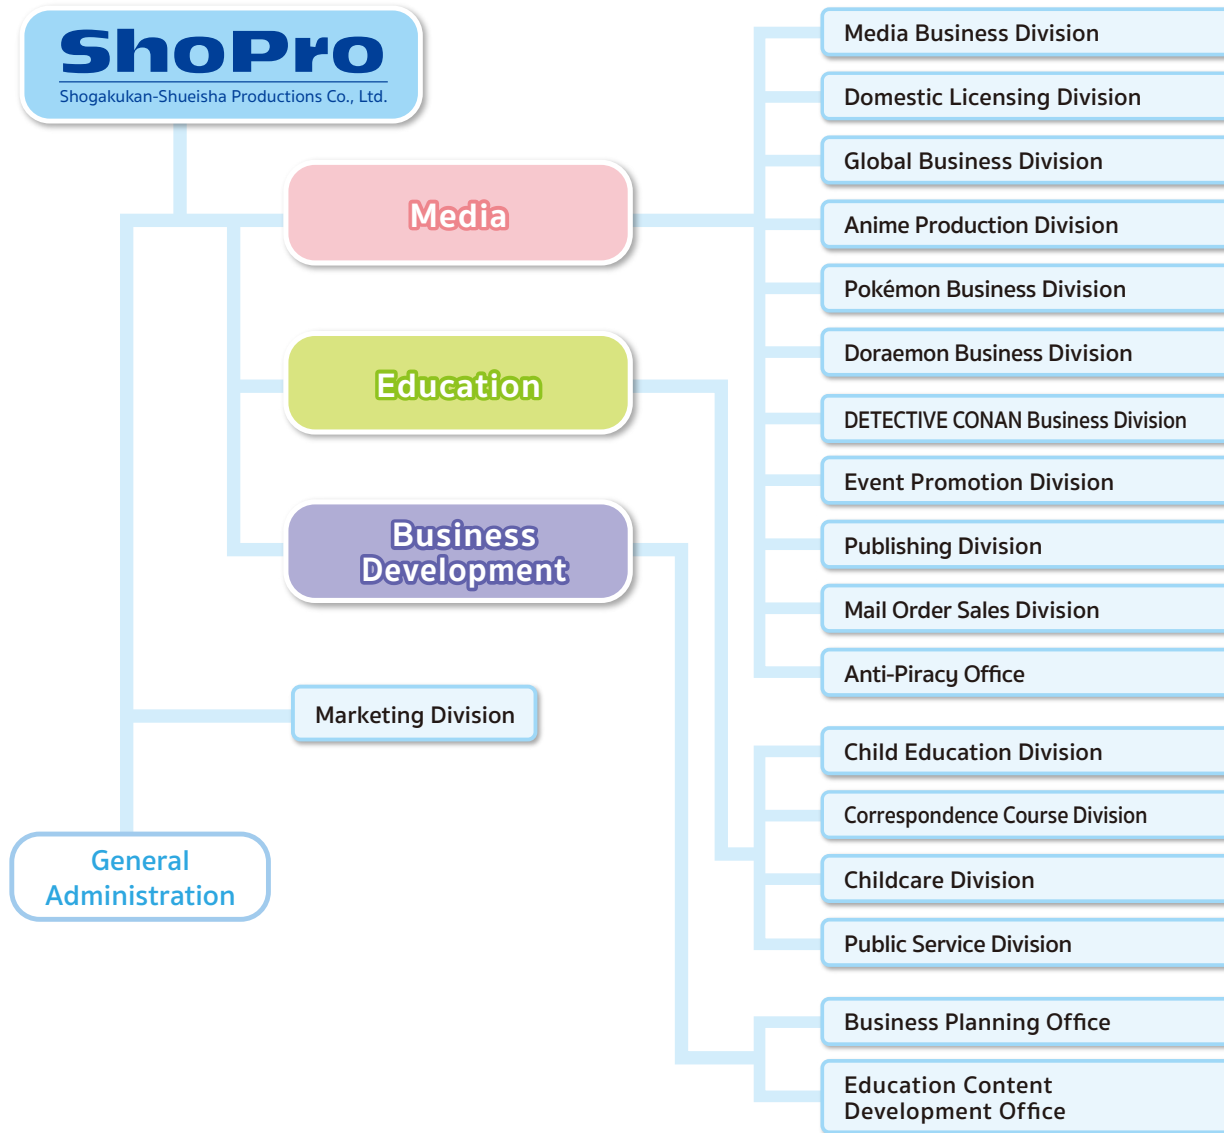 ShoPro
Shogakukan-Shueisha Productions Co., Ltd.
Media
Education
Business
Development
Marketing Division
General
Administration
Media Business Division
Domestic Licensing Division
Global Business Division
Anime Production Division
Pokémon Business Division
Doraemon Business Division
DETECTIVE CONAN Business Division
Event Promotion Division
Publishing Division
Mail Order Sales Division
Anti-Piracy Office
Child Education Division
Correspondence Course Division
Childcare Division
Public Service Division
Business Planning Office
Education Content
Development Office